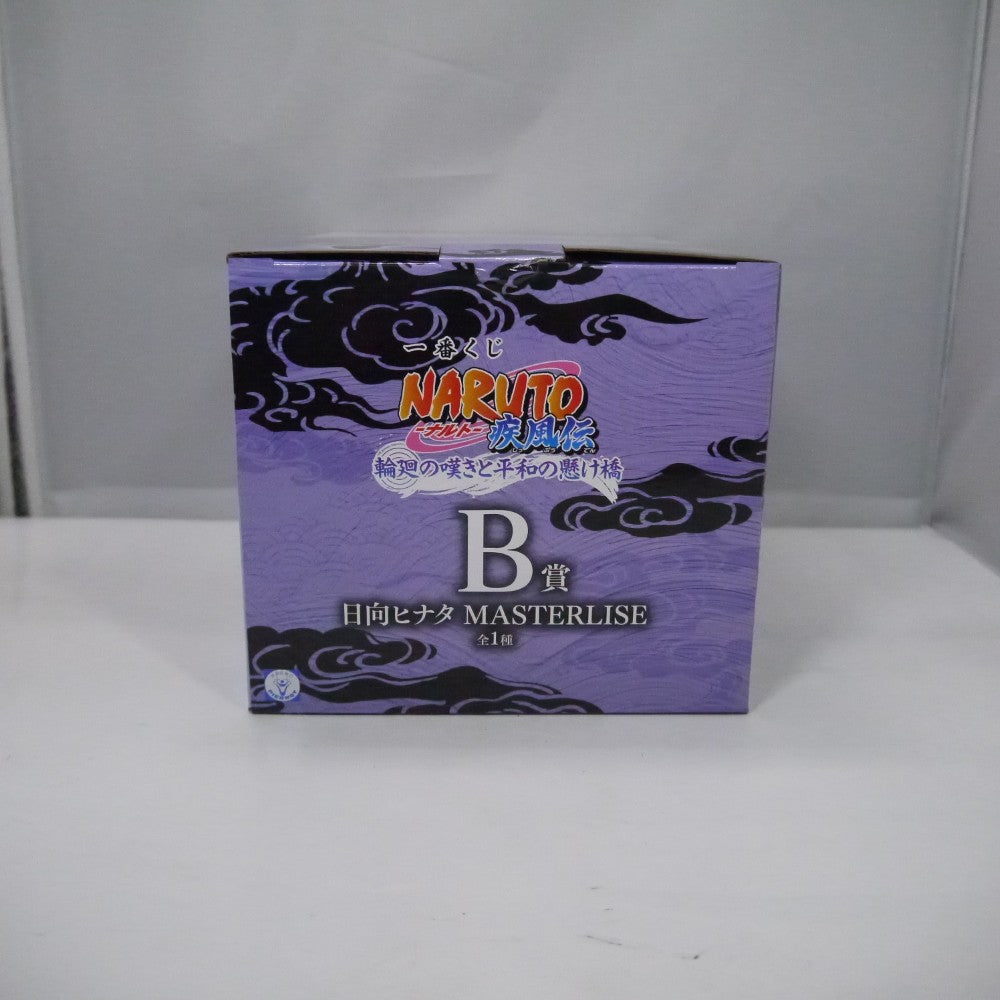 一番くじ
NARUTO
-ナルト-
疾風伝
輪廻の嘆きと平和の懸け橋
B賞
日向ヒナタ MASTERLISE
全1種